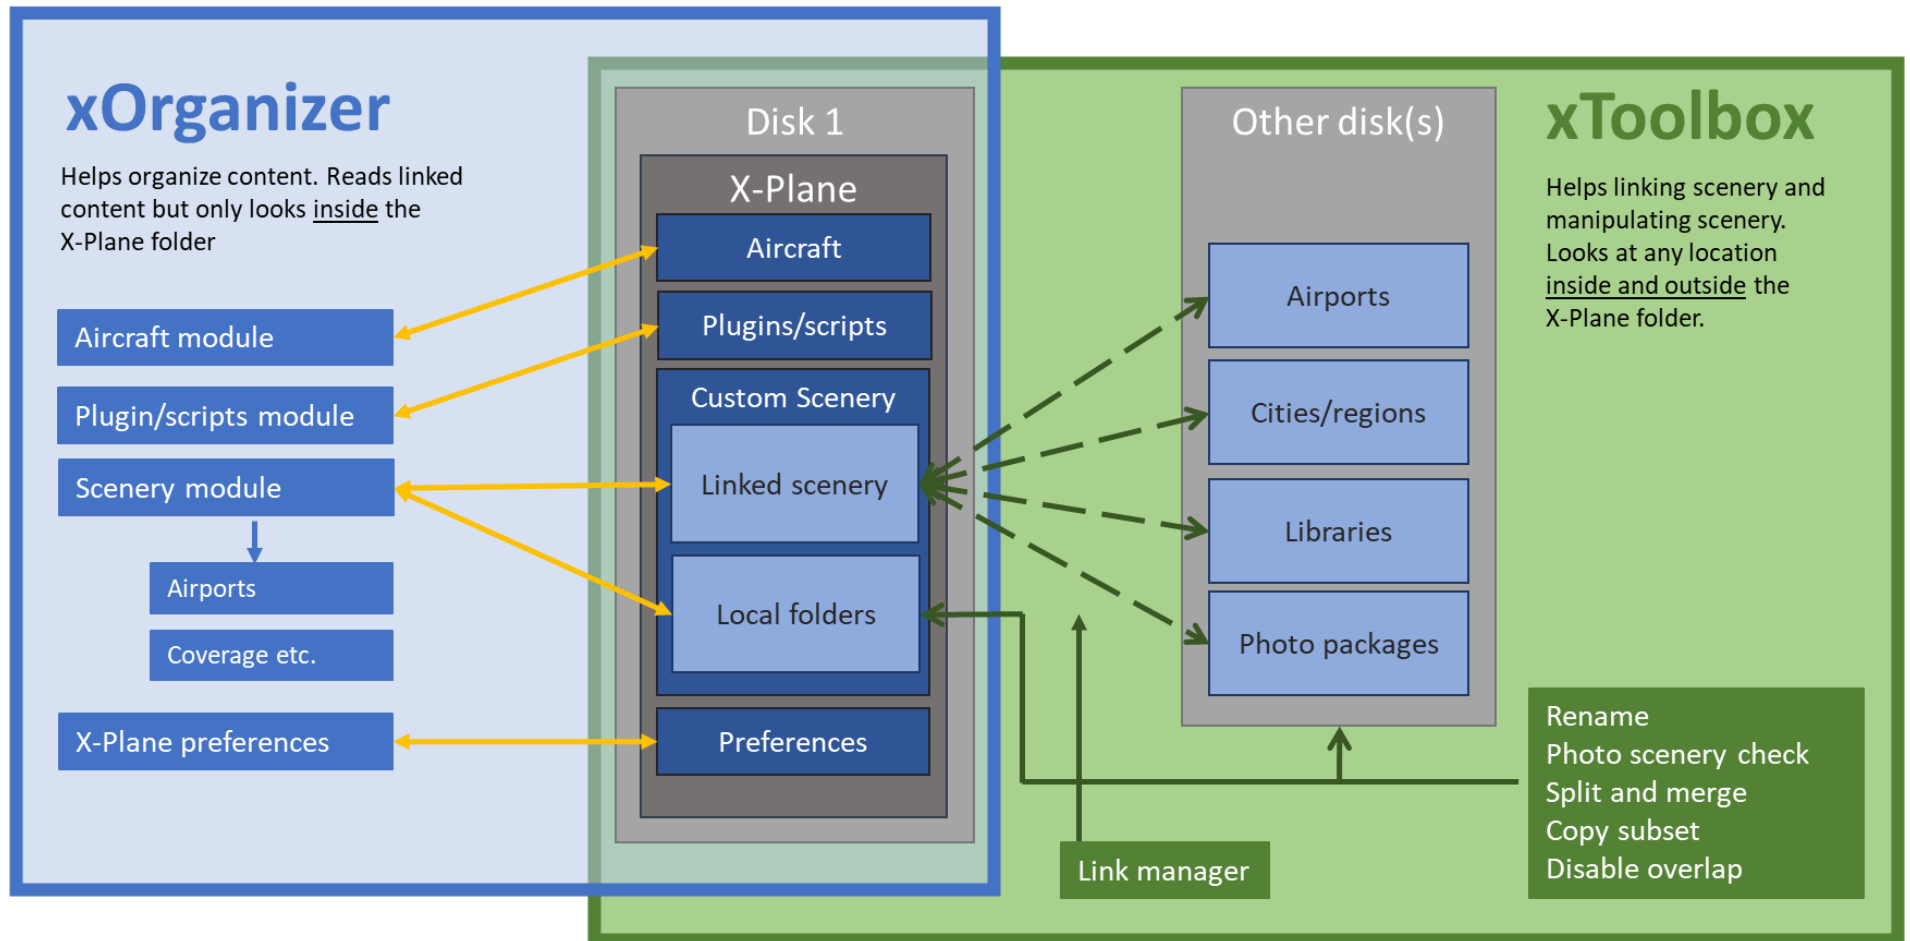 xOrganizer
Helps organize content. Reads linked
content but only looks inside the
X-Plane folder
Aircraft module
Plugin/scripts module
Scenery module
Airports
Coverage etc.
X-Plane preferences
Disk 1
X-Plane
Aircraft
Plugins/scripts
Custom Scenery
Linked scenery
Local folders
Preferences
Other disk(s)
Airports
Cities/regions
Libraries
Photo packages
xToolbox
Helps linking scenery and
manipulating scenery.
Looks at any location
inside and outside the
X-Plane folder.
Link manager
Rename
Photo scenery check
Split and merge
Copy subset
Disable overlap